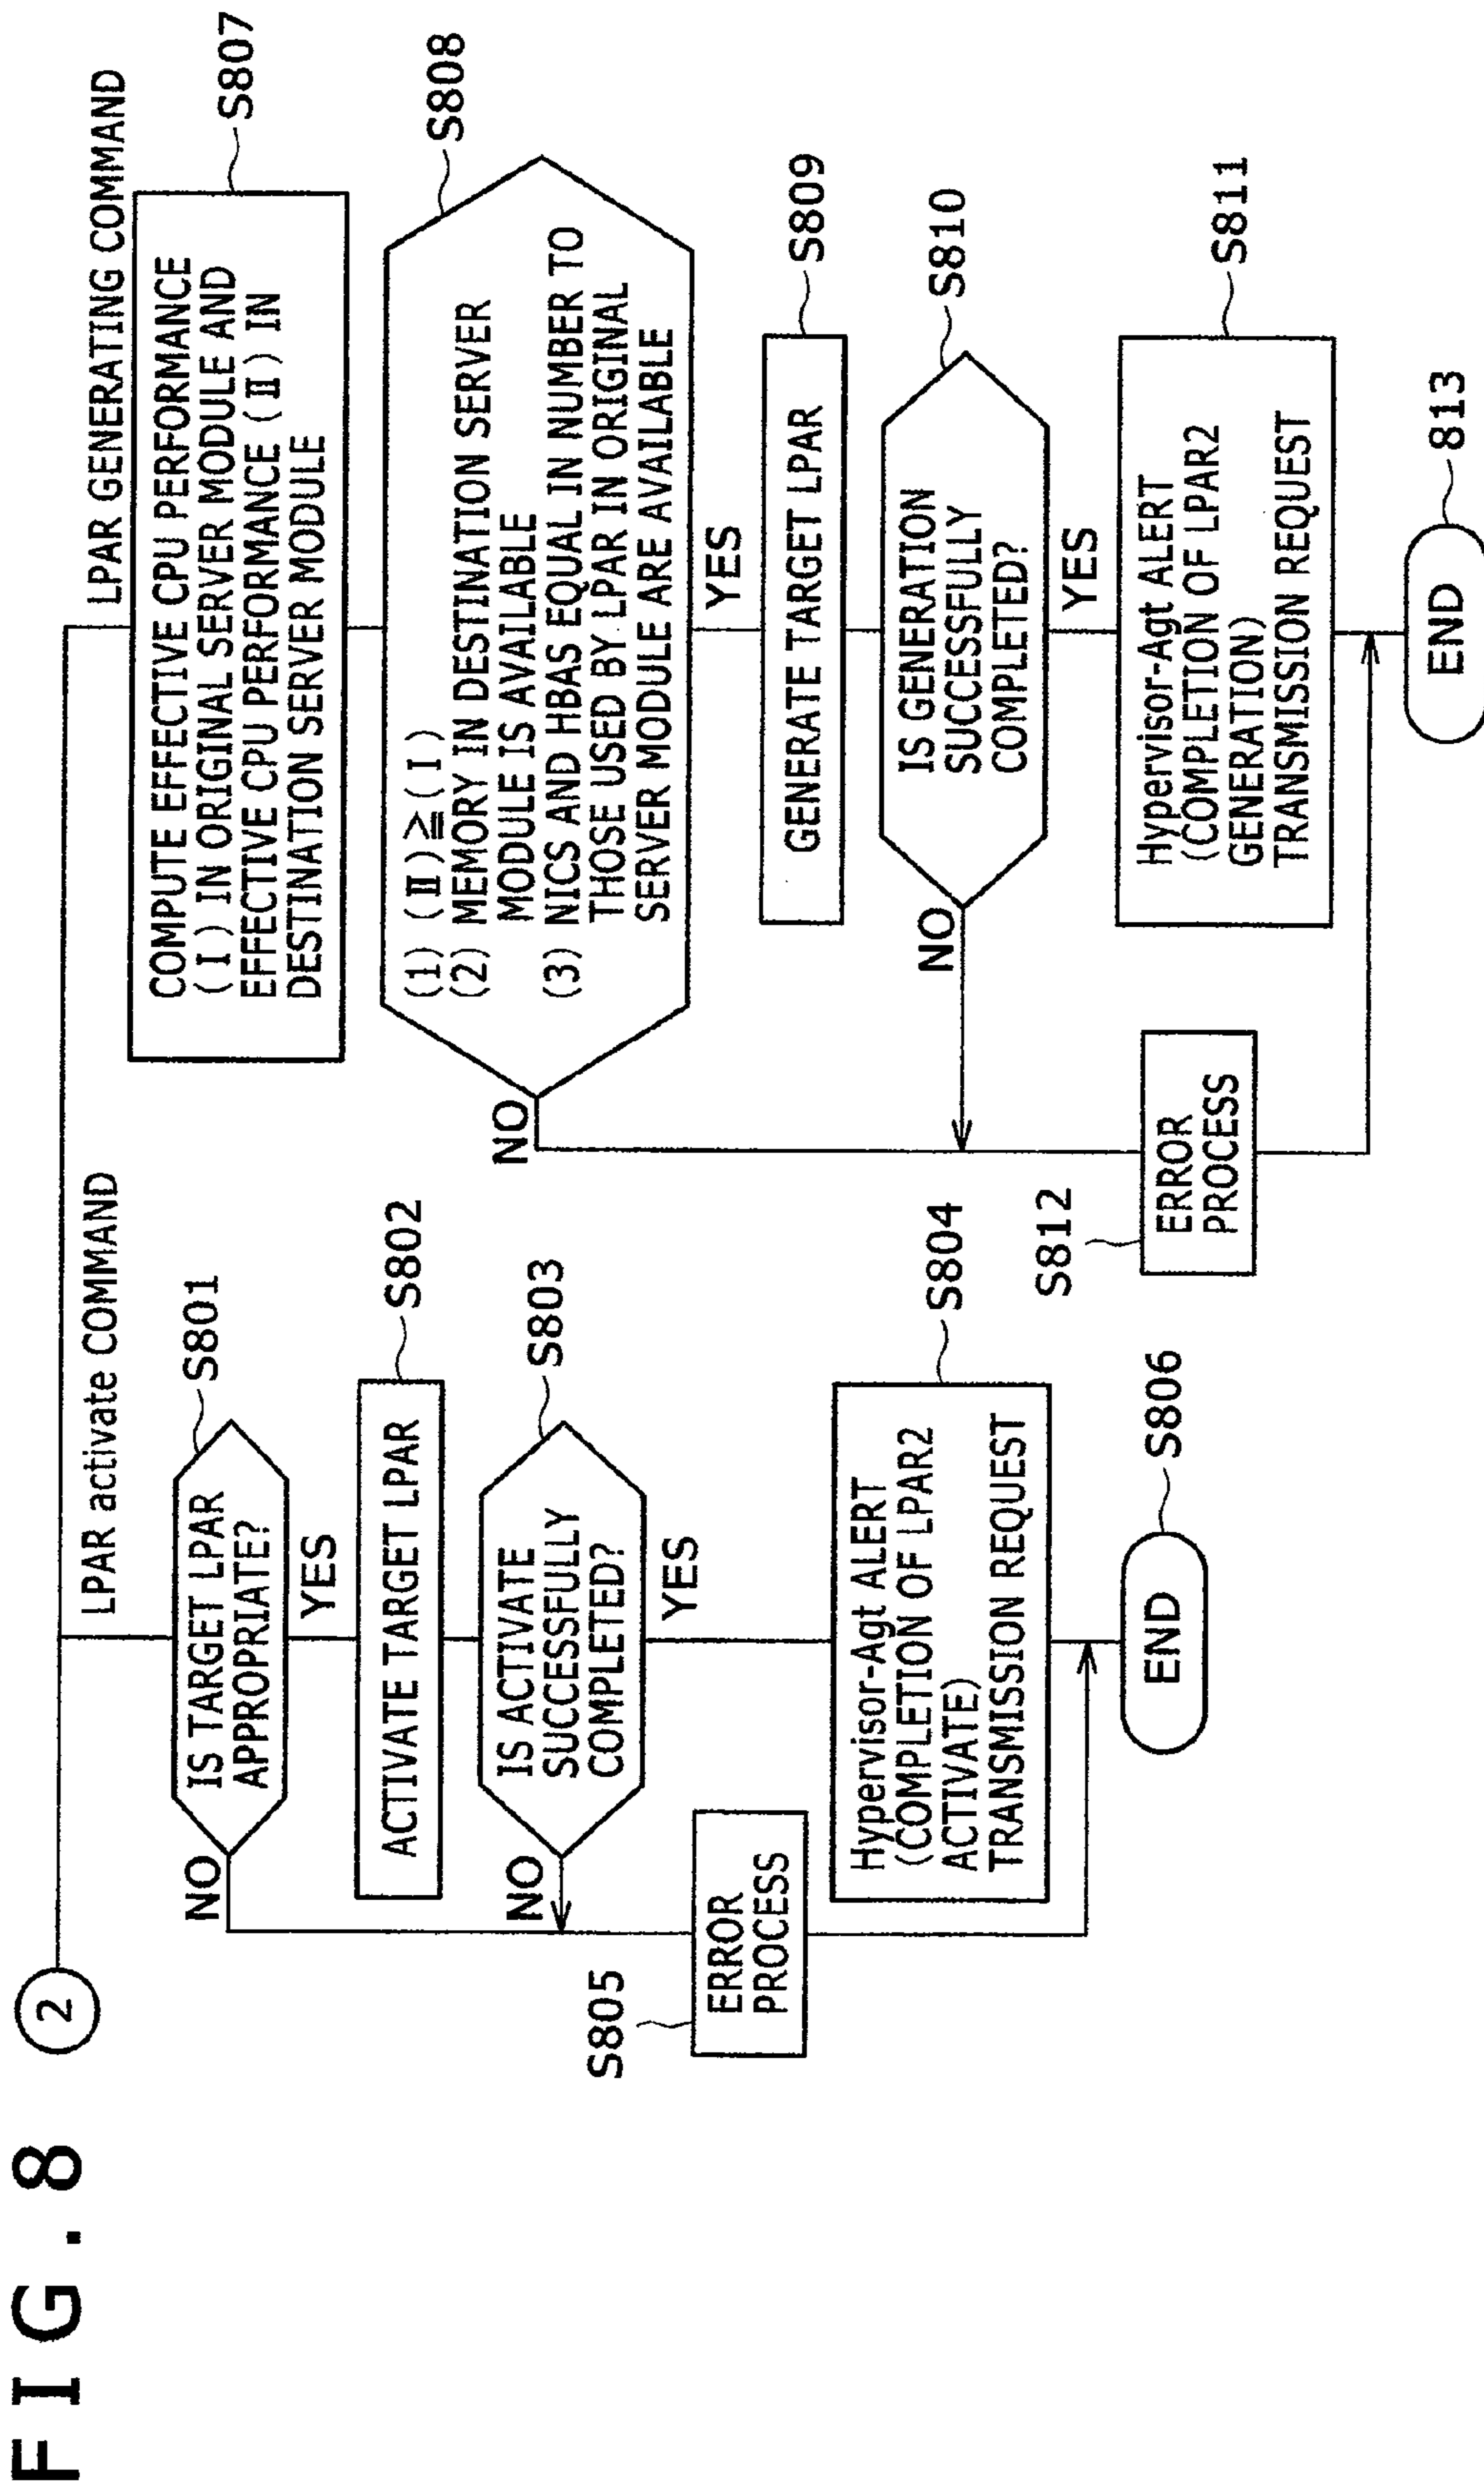 FIG. 8
2
LPAR activate COMMAND
S801
IS TARGET LPAR
APPROPRIATE?
NO
YES
S802
ACTIVATE TARGET LPAR
S803
IS ACTIVATE
SUCCESSFULLY
COMPLETED?
NO
YES
S805
ERROR
PROCESS
S804
Hypervisor-Agt ALERT
(COMPLETION OF LPAR2
ACTIVATE)
TRANSMISSION REQUEST
S806
END
LPAR GENERATING COMMAND
S807
COMPUTE EFFECTIVE CPU PERFORMANCE
(I) IN ORIGINAL SERVER MODULE AND
EFFECTIVE CPU PERFORMANCE (II) IN
DESTINATION SERVER MODULE
S808
(1) (II)≧(I)
(2) MEMORY IN DESTINATION SERVER
MODULE IS AVAILABLE
(3) NICS AND HBAS EQUAL IN NUMBER TO
THOSE USED BY LPAR IN ORIGINAL
SERVER MODULE ARE AVAILABLE
NO
YES
S809
GENERATE TARGET LPAR
S810
IS GENERATION
SUCCESSFULLY
COMPLETED?
NO
YES
S812
ERROR
PROCESS
S811
Hypervisor-Agt ALERT
(COMPLETION OF LPAR2
GENERATION)
TRANSMISSION REQUEST
813
END